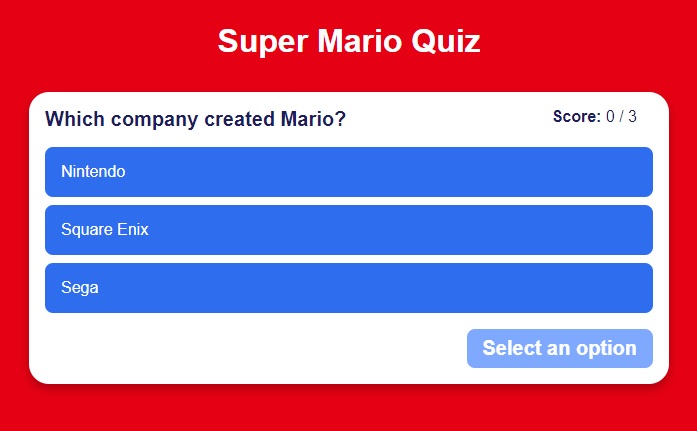 Super Mario Quiz
Which company created Mario?
Score: 0 / 3
Nintendo
Square Enix
Sega
Select an option